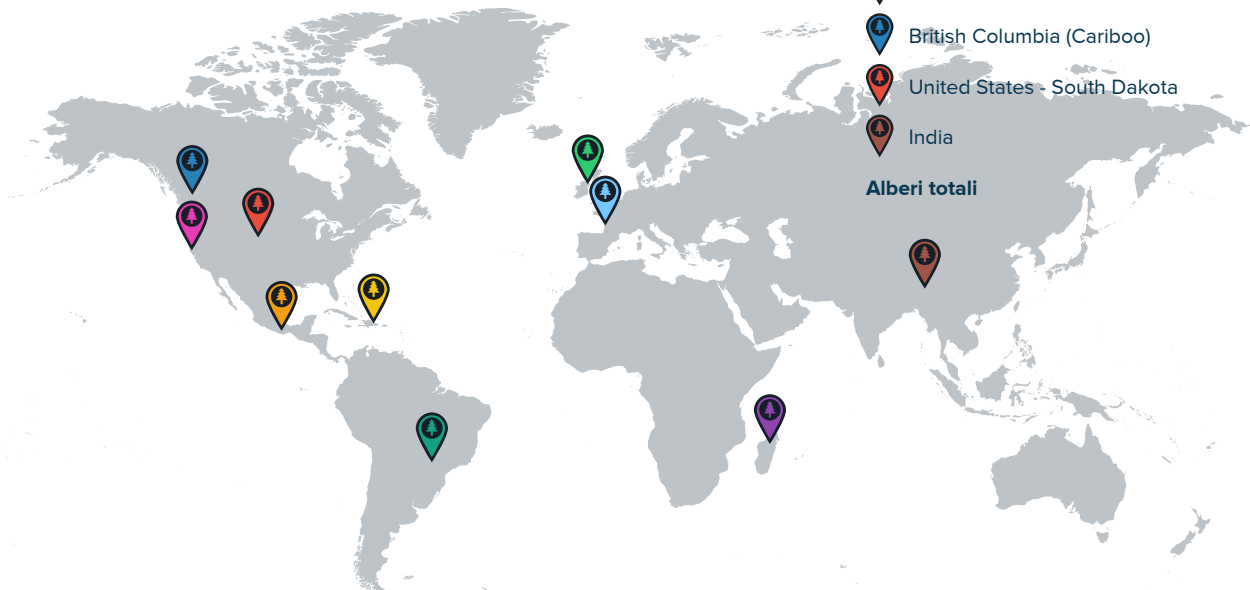 British Columbia (Cariboo)
United States - South Dakota
India
Alberi totali